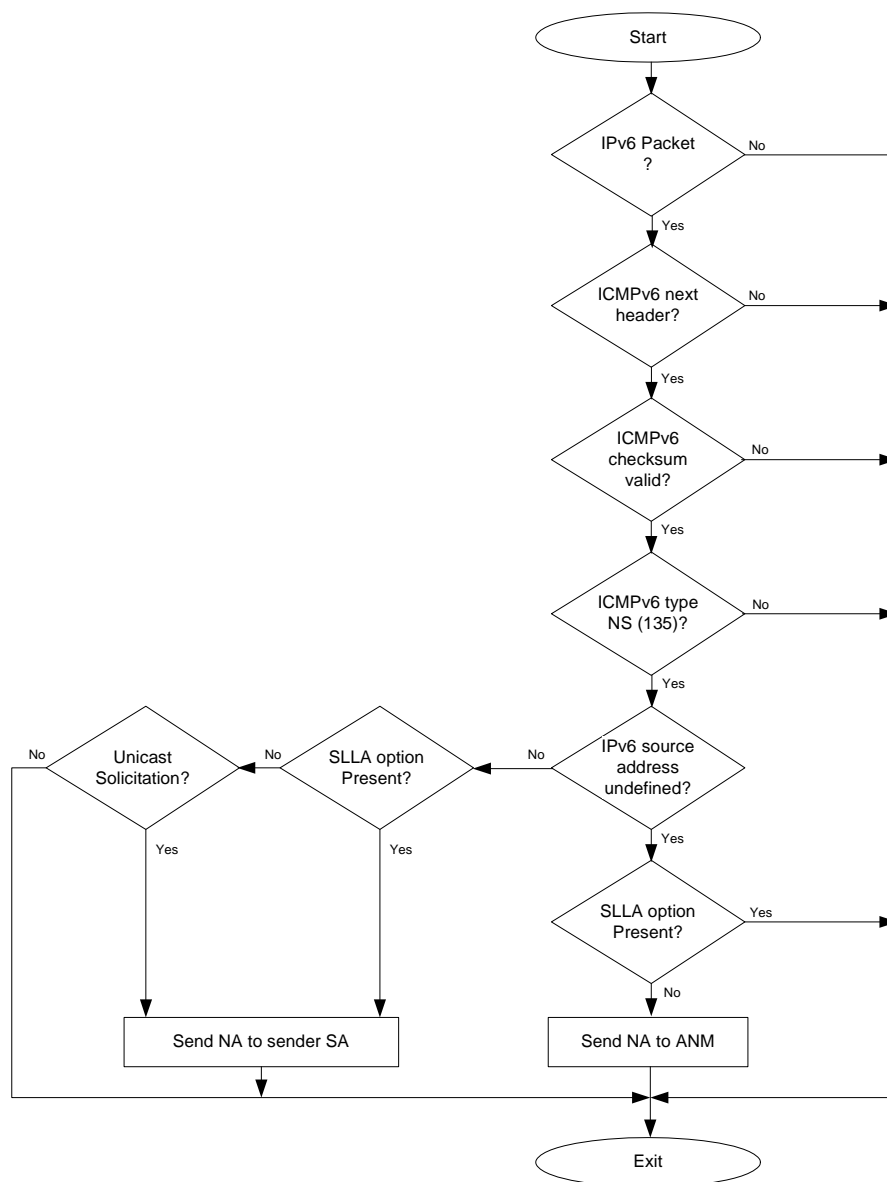 Start
IPv6 Packet
?
No
Yes
ICMPv6 next
header?
No
Yes
ICMPv6
checksum
valid?
No
Yes
ICMPv6 type
NS (135)?
No
Yes
No
Unicast
Solicitation?
No
SLLA option
Present?
No
IPv6 source
address
undefined?
Yes
Yes
Yes
SLLA option
Present?
Yes
No
Send NA to sender SA
Send NA to ANM
Exit